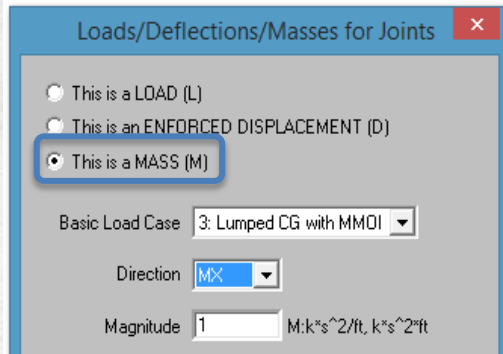 Loads/Deflections/Masses for Joints
This is a LOAD (L)
This is an ENFORCED DISPLACEMENT (D)
This is a MASS (M)
Basic Load Case 3: Lumped CG with MMOI
Direction MX
Magnitude 1 M:k*s^2/ft, k*s^2*ft